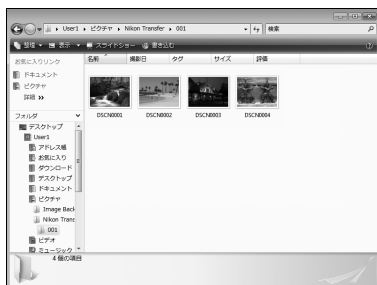 User1 ▸ ピクチャ ▸ Nikon Transfer ▸ 001
検索
整理 表示 スライドショー 書き込む
お気に入りリンク
名前 撮影日 タグ サイズ 評価
ドキュメント
ピクチャ
詳細 »
DSCN0001 DSCN0002 DSCN0003 DSCN0004
フォルダ
デスクトップ
User1
アドレス帳
お気に入り
ダウンロード
デスクトップ
ドキュメント
ピクチャ
Image Back
Nikon Trans
001
ビデオ
ミュージック
4 個の項目